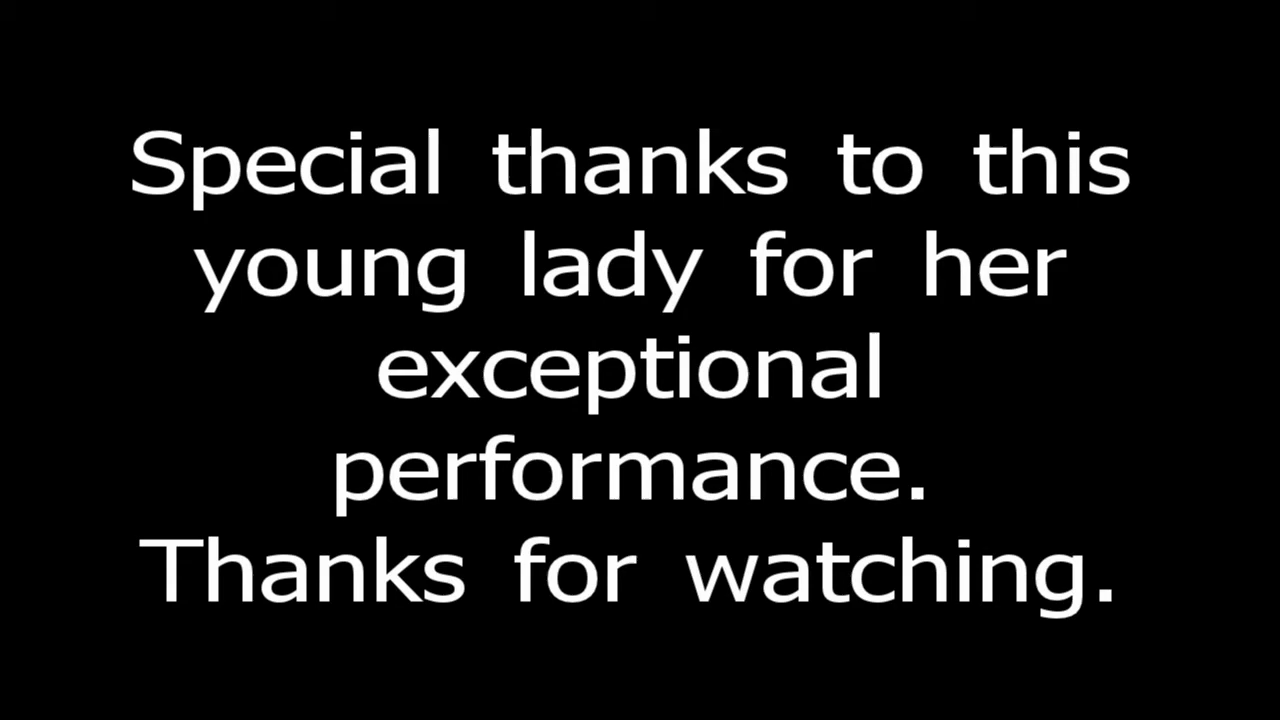 Special thanks to this
young lady for her
exceptional
performance.
Thanks for watching.